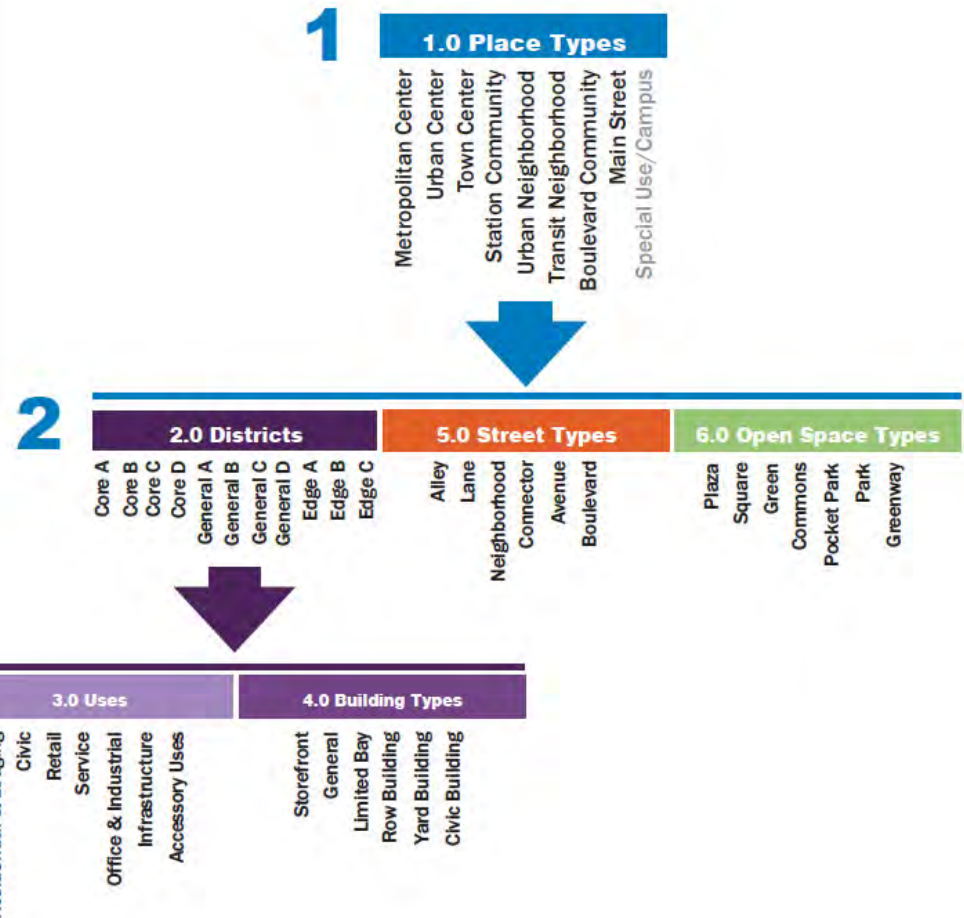 1
1.0 Place Types
Metropolitan Center
Urban Center
Town Center
Station Community
Urban Neighborhood
Transit Neighborhood
Boulevard Community
Main Street
Special Use/Campus
2
2.0 Districts
Core A
Core B
Core C
Core D
General A
General B
General C
General D
Edge A
Edge B
Edge C
5.0 Street Types
Alley
Lane
Neighborhood
Connector
Avenue
Boulevard
6.0 Open Space Types
Plaza
Square
Green
Commons
Pocket Park
Park
Greenway
3.0 Uses
Civic
Retail
Service
Office & Industrial
Infrastructure
Accessory Uses
4.0 Building Types
Storefront
General
Limited Bay
Row Building
Yard Building
Civic Building